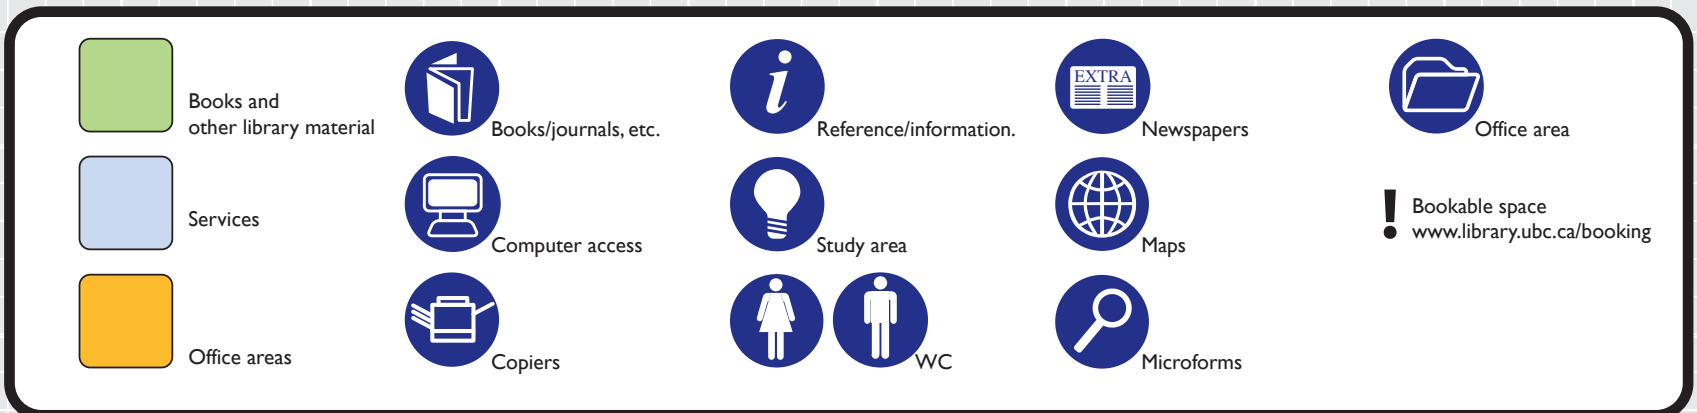 Books and
other library material
Books/journals, etc.
i
Reference/information.
EXTRA
Newspapers
Office area
Services
Computer access
Study area
Maps
! Bookable space
www.library.ubc.ca/booking
Office areas
Copiers
WC
Microforms